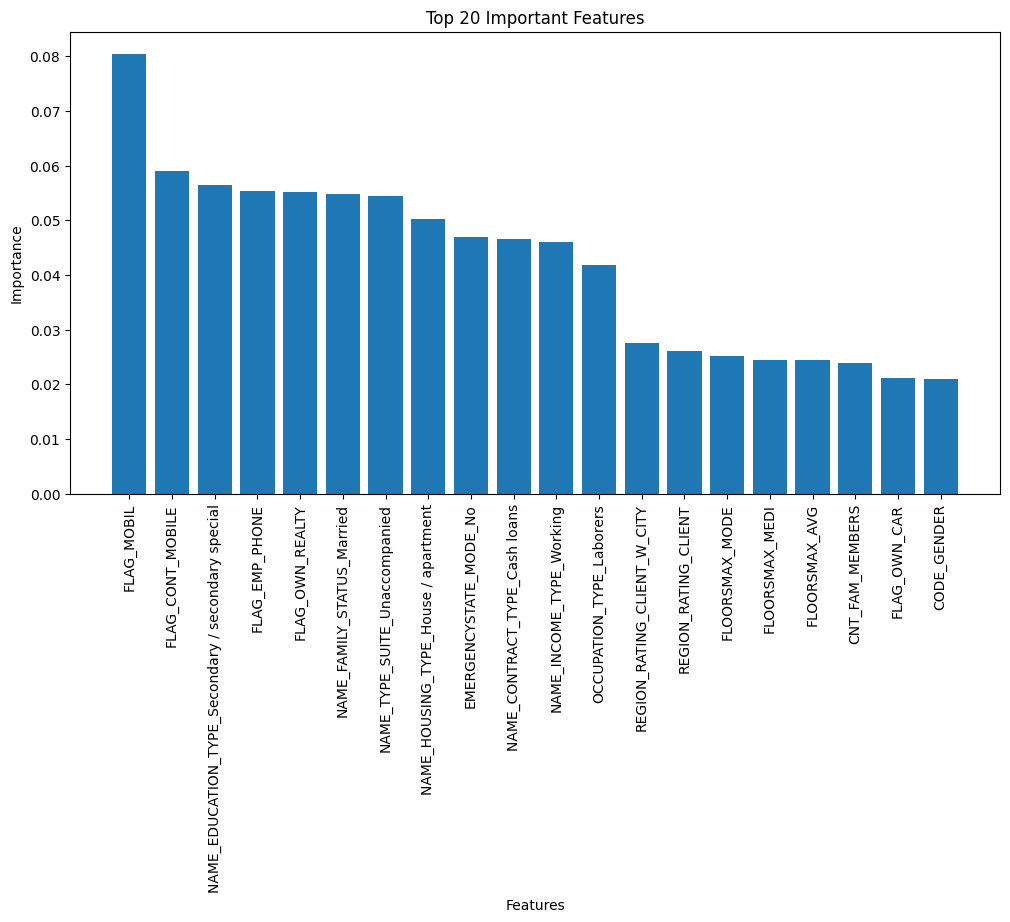 Top 20 Important Features
0.08
0.07
0.06
0.05
0.04
0.03
0.02
0.01
0.00
Importance
FLAG_MOBIL
FLAG_CONT_MOBILE
NAME_EDUCATION_TYPE_Secondary / secondary special
FLAG_EMP_PHONE
FLAG_OWN_REALTY
NAME_FAMILY_STATUS_Married
NAME_TYPE_SUITE_Unaccompanied
NAME_HOUSING_TYPE_House / apartment
EMERGENCYSTATE_MODE_No
NAME_CONTRACT_TYPE_Cash loans
NAME_INCOME_TYPE_Working
OCCUPATION_TYPE_Laborers
REGION_RATING_CLIENT_W_CITY
REGION_RATING_CLIENT
FLOORSMAX_MODE
FLOORSMAX_MEDI
FLOORSMAX_AVG
CNT_FAM_MEMBERS
FLAG_OWN_CAR
CODE_GENDER
Features